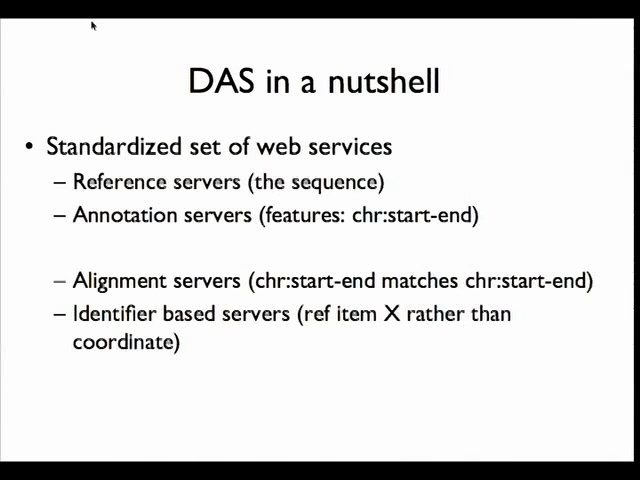 DAS in a nutshell
• Standardized set of web services
– Reference servers (the sequence)
– Annotation servers (features: chr:start-end)
– Alignment servers (chr:start-end matches chr:start-end)
– Identifier based servers (ref item X rather than
coordinate)